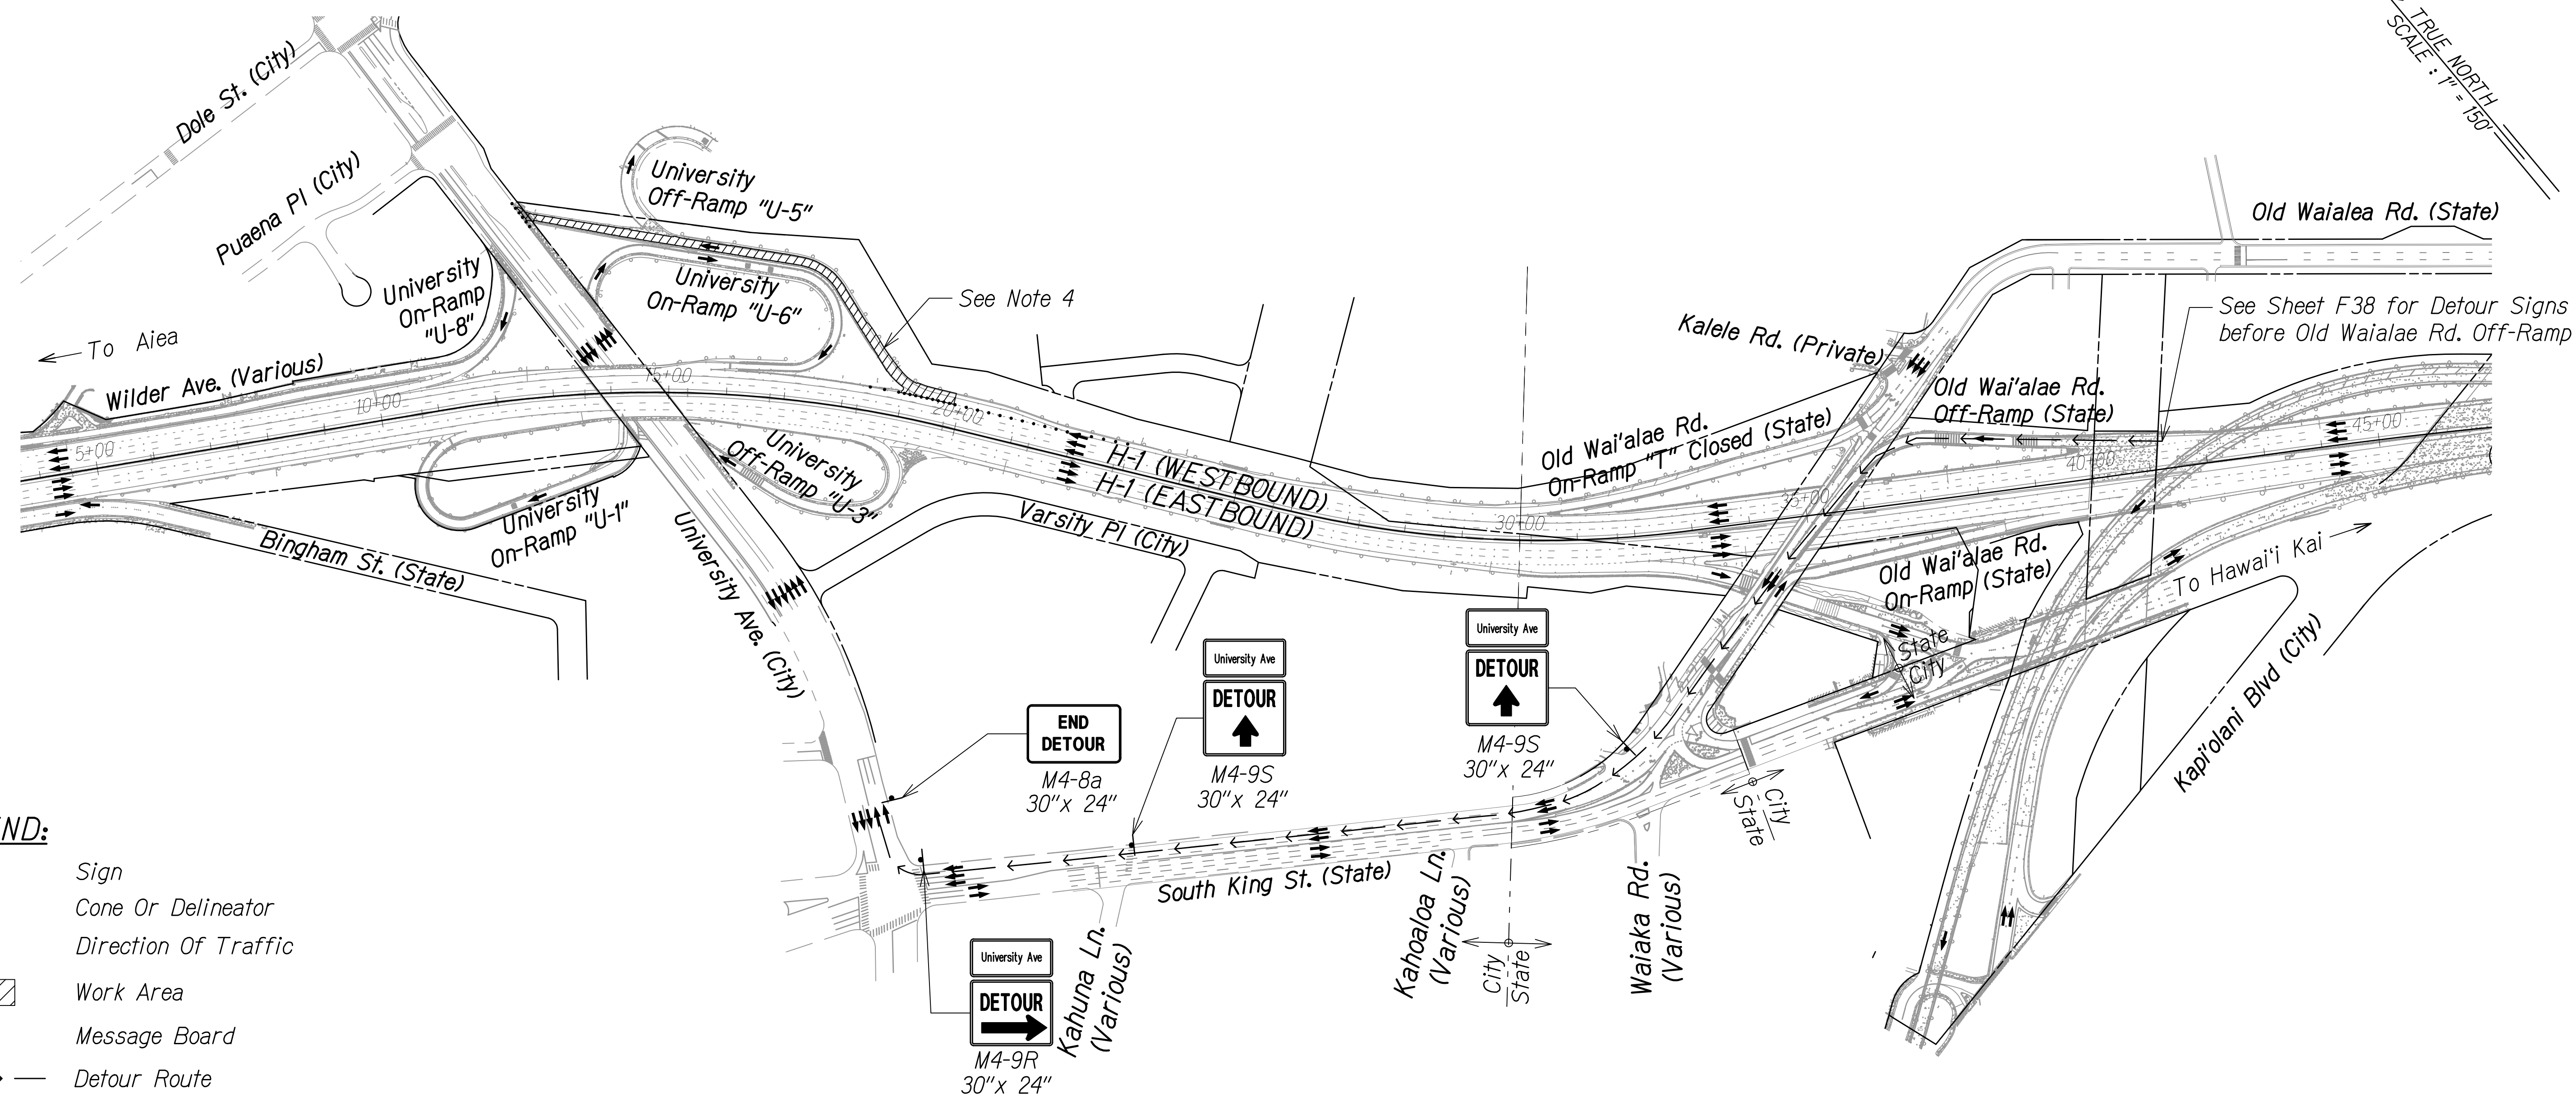 TRUE NORTH
SCALE : 1" = 150'
Dole St. (City)
Puaena Pl (City)
University
Off-Ramp "U-5"
University
On-Ramp "U-6"
University
On-Ramp
"U-8"
See Note 4
To Aiea
Wilder Ave. (Various)
5+00
10+00
15+00
20+00
30+00
35+00
40+00
45+00
Old Waialea Rd. (State)
See Sheet F38 for Detour Signs
before Old Waialae Rd. Off-Ramp
Kalele Rd. (Private)
Old Wai'alae Rd.
Off-Ramp (State)
Old Wai'alae Rd.
On-Ramp "T" Closed (State)
H-1 (WESTBOUND)
H-1 (EASTBOUND)
University
Off-Ramp "U-3"
University
On-Ramp "U-1"
Bingham St. (State)
University Ave. (City)
Varsity Pl (City)
Old Wai'alae Rd.
On-Ramp (State)
To Hawai'i Kai
State
City
Kapi'olani Blvd (City)
University Ave
DETOUR
M4-9S
30"x 24"
University Ave
DETOUR
M4-9S
30"x 24"
END
DETOUR
M4-8a
30"x 24"
City
State
South King St. (State)
Kahuna Ln.
(Various)
Kahoaloa Ln.
(Various)
City
State
Waiaka Rd.
(Various)
University Ave
DETOUR
M4-9R
30"x 24"
END:
Sign
Cone Or Delineator
Direction Of Traffic
Work Area
Message Board
Detour Route